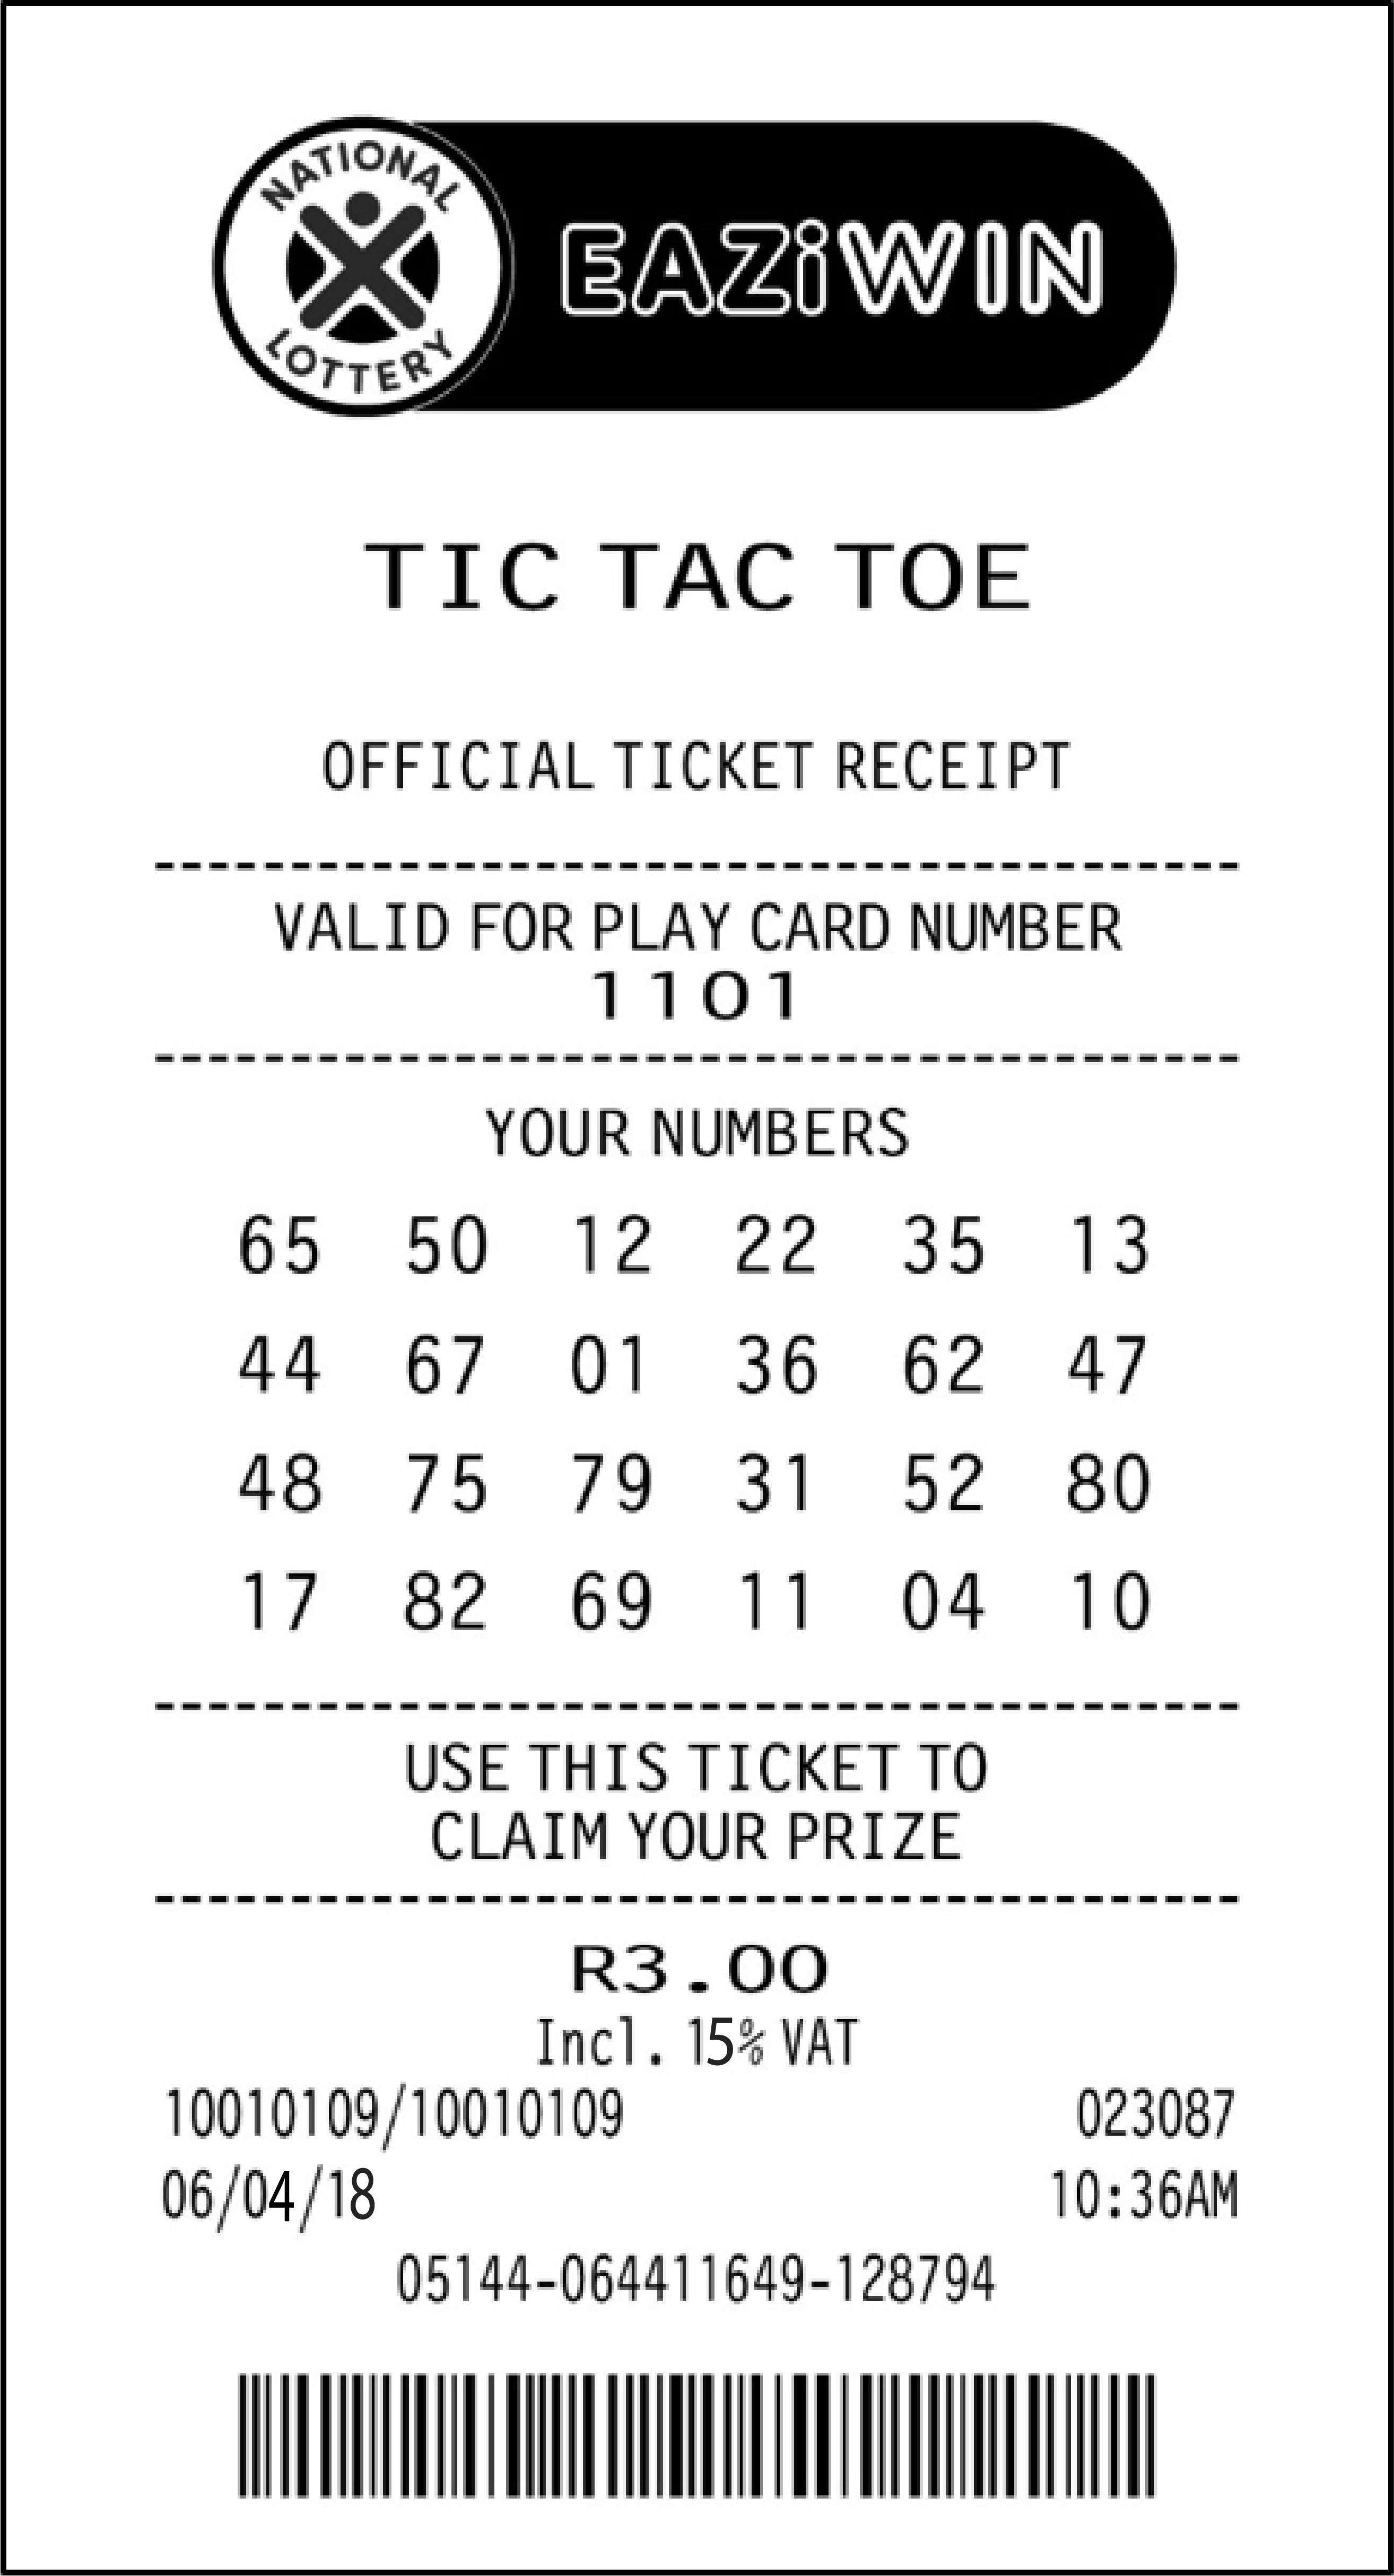 NATIONAL
LOTTERY
EAZiWIN
TIC TAC TOE
OFFICIAL TICKET RECEIPT
----------------------------------------
VALID FOR PLAY CARD NUMBER
1101
----------------------------------------
YOUR NUMBERS
65 50 12 22 35 13
44 67 01 36 62 47
48 75 79 31 52 80
17 82 69 11 04 10
----------------------------------------
USE THIS TICKET TO
CLAIM YOUR PRIZE
----------------------------------------
R3.00
Incl. 15% VAT
10010109/10010109 023087
06/04/18 10:36AM
05144-064411649-128794